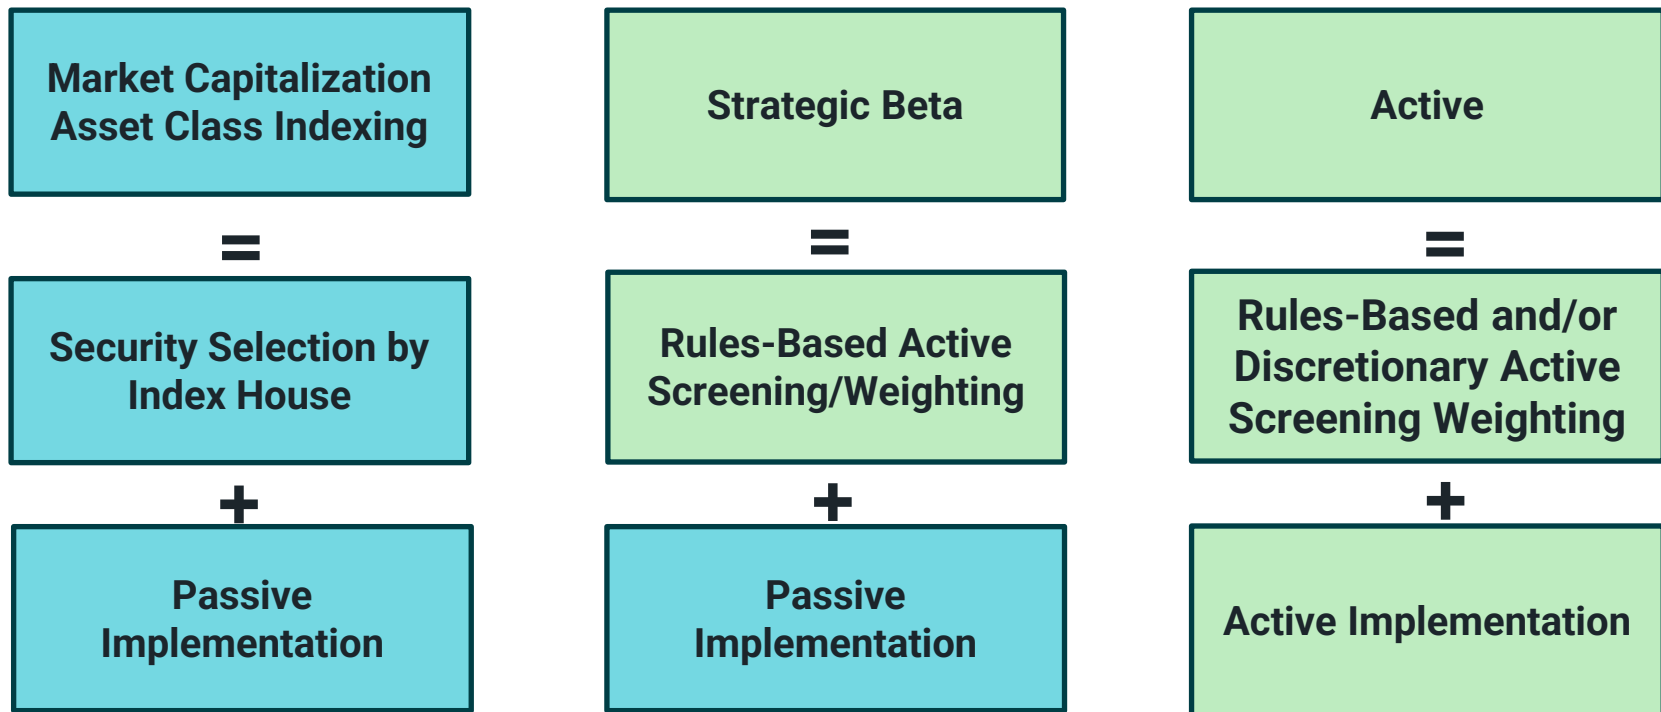 Market Capitalization
Asset Class Indexing
=
Security Selection by
Index House
+
Passive
Implementation
Strategic Beta
=
Rules-Based Active
Screening/Weighting
+
Passive
Implementation
Active
=
Rules-Based and/or
Discretionary Active
Screening Weighting
+
Active Implementation